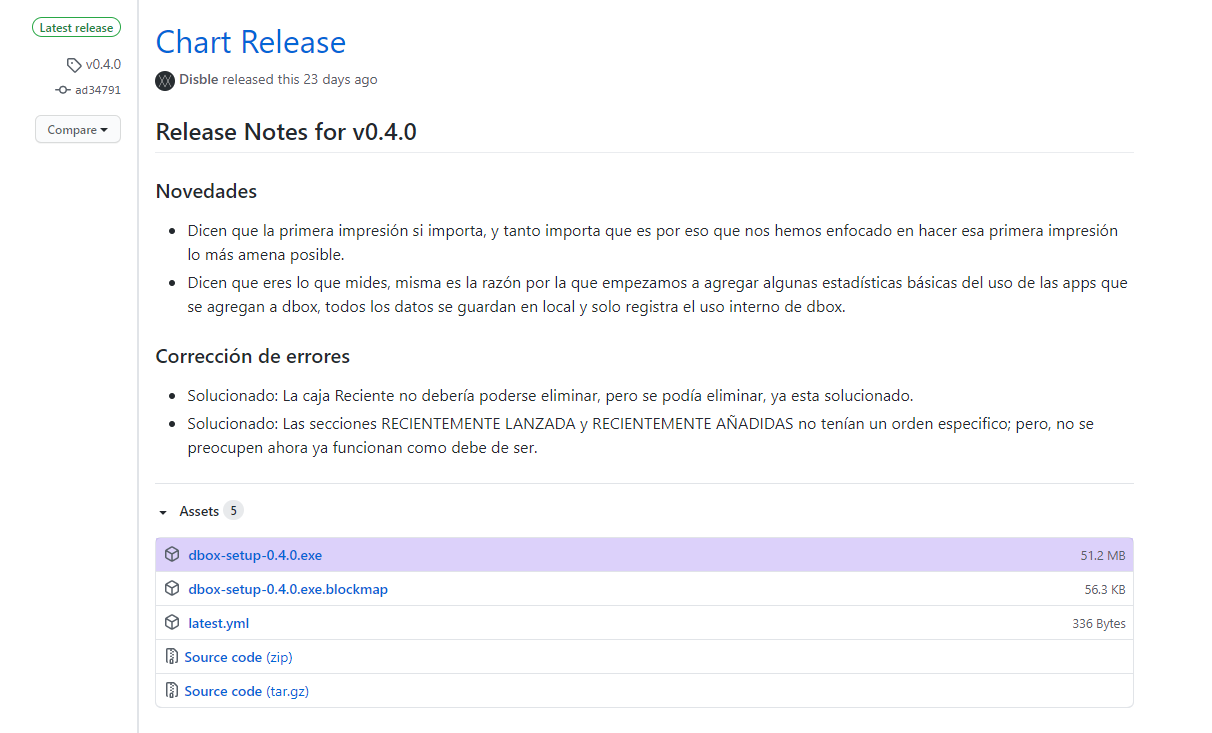 Latest release
v0.4.0
ad34791
Compare
Chart Release
Disble released this 23 days ago
Release Notes for v0.4.0
Novedades
Dicen que la primera impresión si importa, y tanto importa que es por eso que nos hemos enfocado en hacer esa primera impresión
lo más amena posible.
Dicen que eres lo que mides, misma es la razón por la que empezamos a agregar algunas estadísticas básicas del uso de las apps que
se agregan a dbox, todos los datos se guardan en local y solo registra el uso interno de dbox.
Corrección de errores
Solucionado: La caja Reciente no debería poderse eliminar, pero se podía eliminar, ya esta solucionado.
Solucionado: Las secciones RECIENTEMENTE LANZADA y RECIENTEMENTE AÑADIDAS no tenían un orden especifico; pero, no se
preocupen ahora ya funcionan como debe de ser.
Assets 5
dbox-setup-0.4.0.exe 51.2 MB
dbox-setup-0.4.0.exe.blockmap 56.3 KB
latest.yml 336 Bytes
Source code (zip)
Source code (tar.gz)